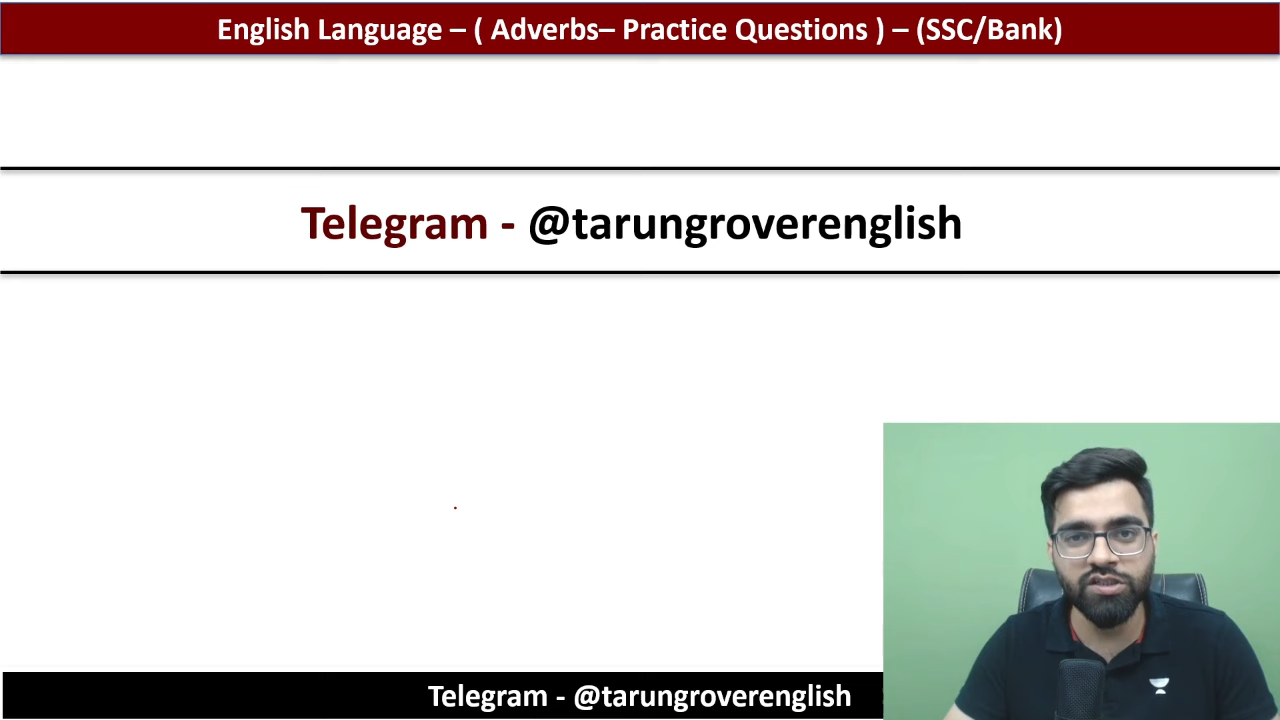 English Language – ( Adverbs– Practice Questions ) – (SSC/Bank)
Telegram - @tarungroverenglish
Telegram - @tarungroverenglish